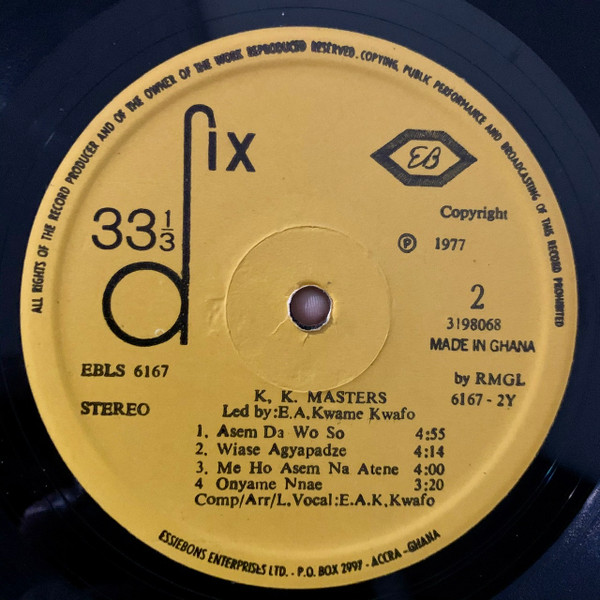 ALL RIGHTS OF THE RECORD PRODUCER AND OF THE OWNER OF THE WORK REPRODUCED RESERVED. COPYING, PUBLIC PERFORMANCE AND BROADCASTING OF THIS RECORD PROHIBITED
dix
EB
33 1/3
Copyright
Ⓟ 1977
2
3198068
MADE IN GHANA
EBLS 6167
by RMGL
STEREO
6167 - 2Y
K. K. MASTERS
Led by:E.A.Kwame Kwafo
1. Asem Da Wo So 4:55
2. Wiase Agyapadze 4:14
3. Me Ho Asem Na Atene 4:00
4 Onyame Nnae 3:20
Comp/Arr/L.Vocal:E.A.K.Kwafo
ESSIEBONS ENTERPRISES LTD. - P.O. BOX 2997 - ACCRA - GHANA